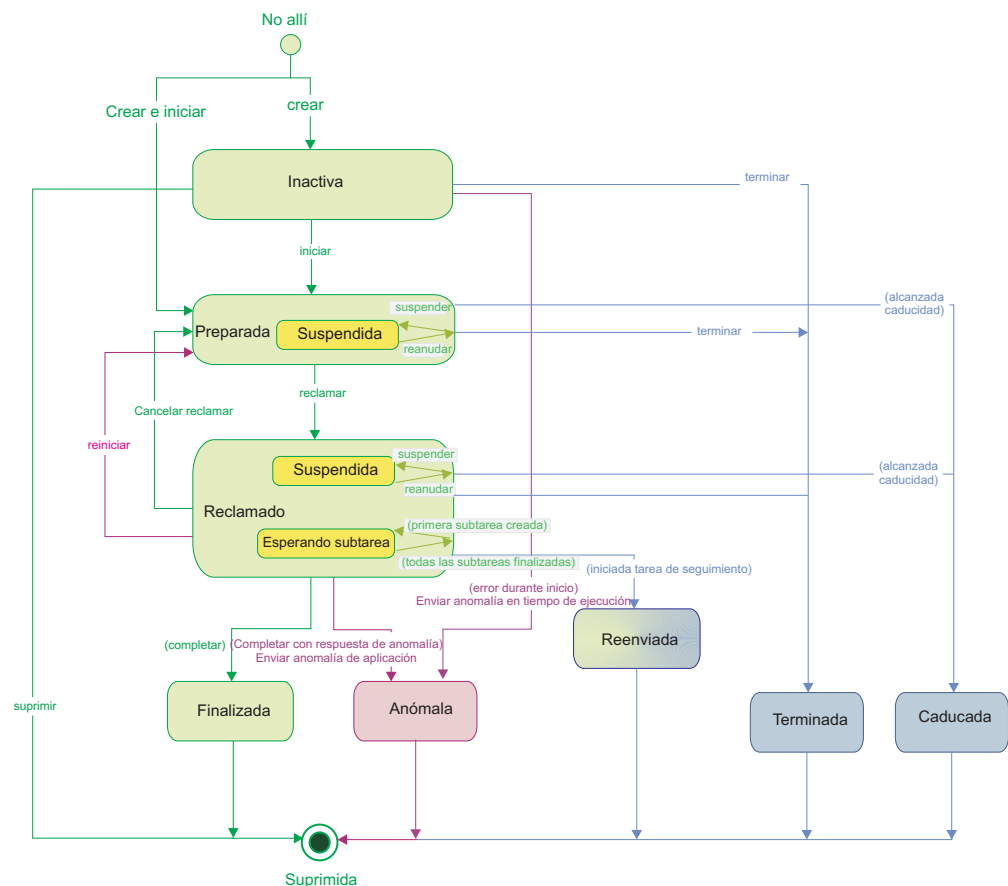 No allí
Crear e iniciar
crear
Inactiva
terminar
iniciar
suspender
(alcanzada
caducidad)
Preparada
Suspendida
terminar
reanudar
reclamar
Cancelar reclamar
reiniciar
suspender
Suspendida
(alcanzada
caducidad)
reanudar
Reclamado
(primera subtarea creada)
Esperando subtarea
(todas las subtareas finalizadas)
(iniciada tarea de seguimiento)
(error durante inicio)
Enviar anomalía en tiempo de ejecución
Reenviada
(completar)
(Completar con respuesta de anomalía)
Enviar anomalía de aplicación
suprimir
Finalizada
Anómala
Terminada
Caducada
Suprimida